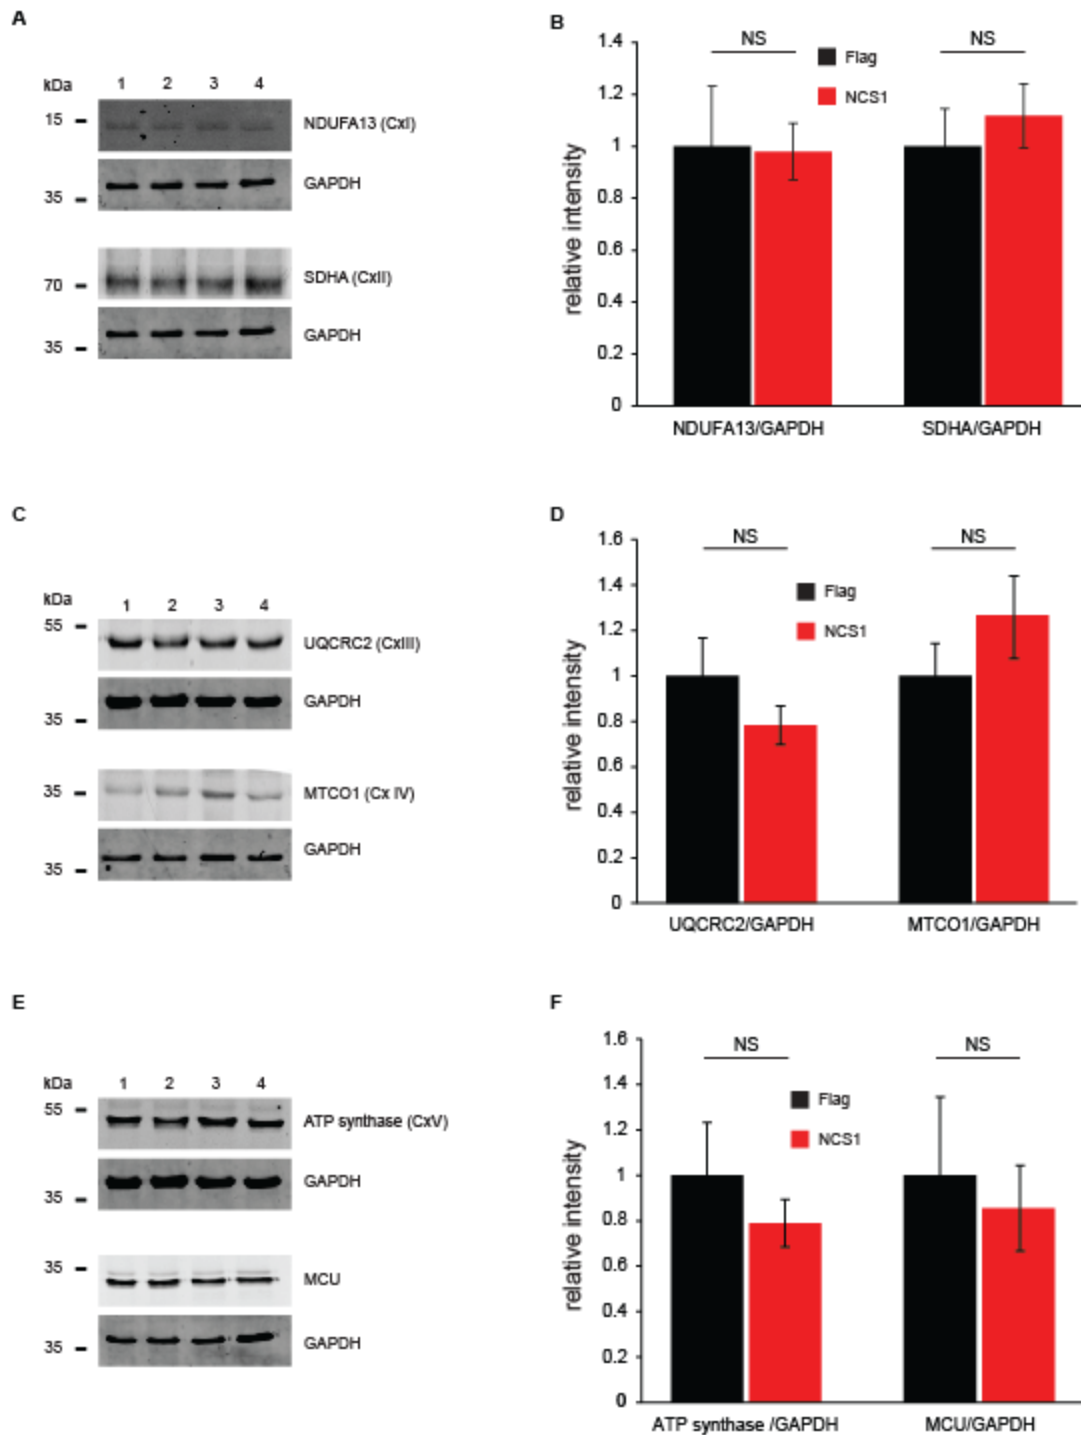 A
kDa
1 2 3 4
15
NDUFA13 (CxI)
GAPDH
35
70
SDHA (CxII)
GAPDH
35
B
1.4
1.2
1
0.8
0.6
0.4
0.2
0
relative intensity
NS
NS
Flag
NCS1
NDUFA13/GAPDH
SDHA/GAPDH
C
kDa
1 2 3 4
55
UQCRC2 (CxIII)
GAPDH
35
35
MTCO1 (Cx IV)
GAPDH
35
D
1.6
1.4
1.2
1
0.8
0.6
0.4
0.2
0
relative intensity
NS
NS
Flag
NCS1
UQCRC2/GAPDH
MTCO1/GAPDH
E
kDa
1 2 3 4
55
ATP synthase (CxV)
GAPDH
35
35
MCU
GAPDH
35
F
1.6
1.4
1.2
1
0.8
0.6
0.4
0.2
0
relative intensity
NS
NS
Flag
NCS1
ATP synthase /GAPDH
MCU/GAPDH